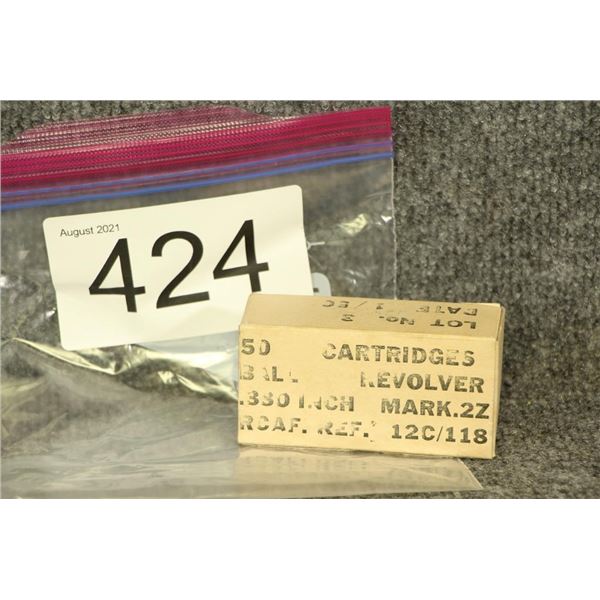 August 2021
424
LOT No. 3
DATE 1/50
50 CARTRIDGES
BALL REVOLVER
.380 INCH MARK.2Z
RCAF. REF. 12C/118